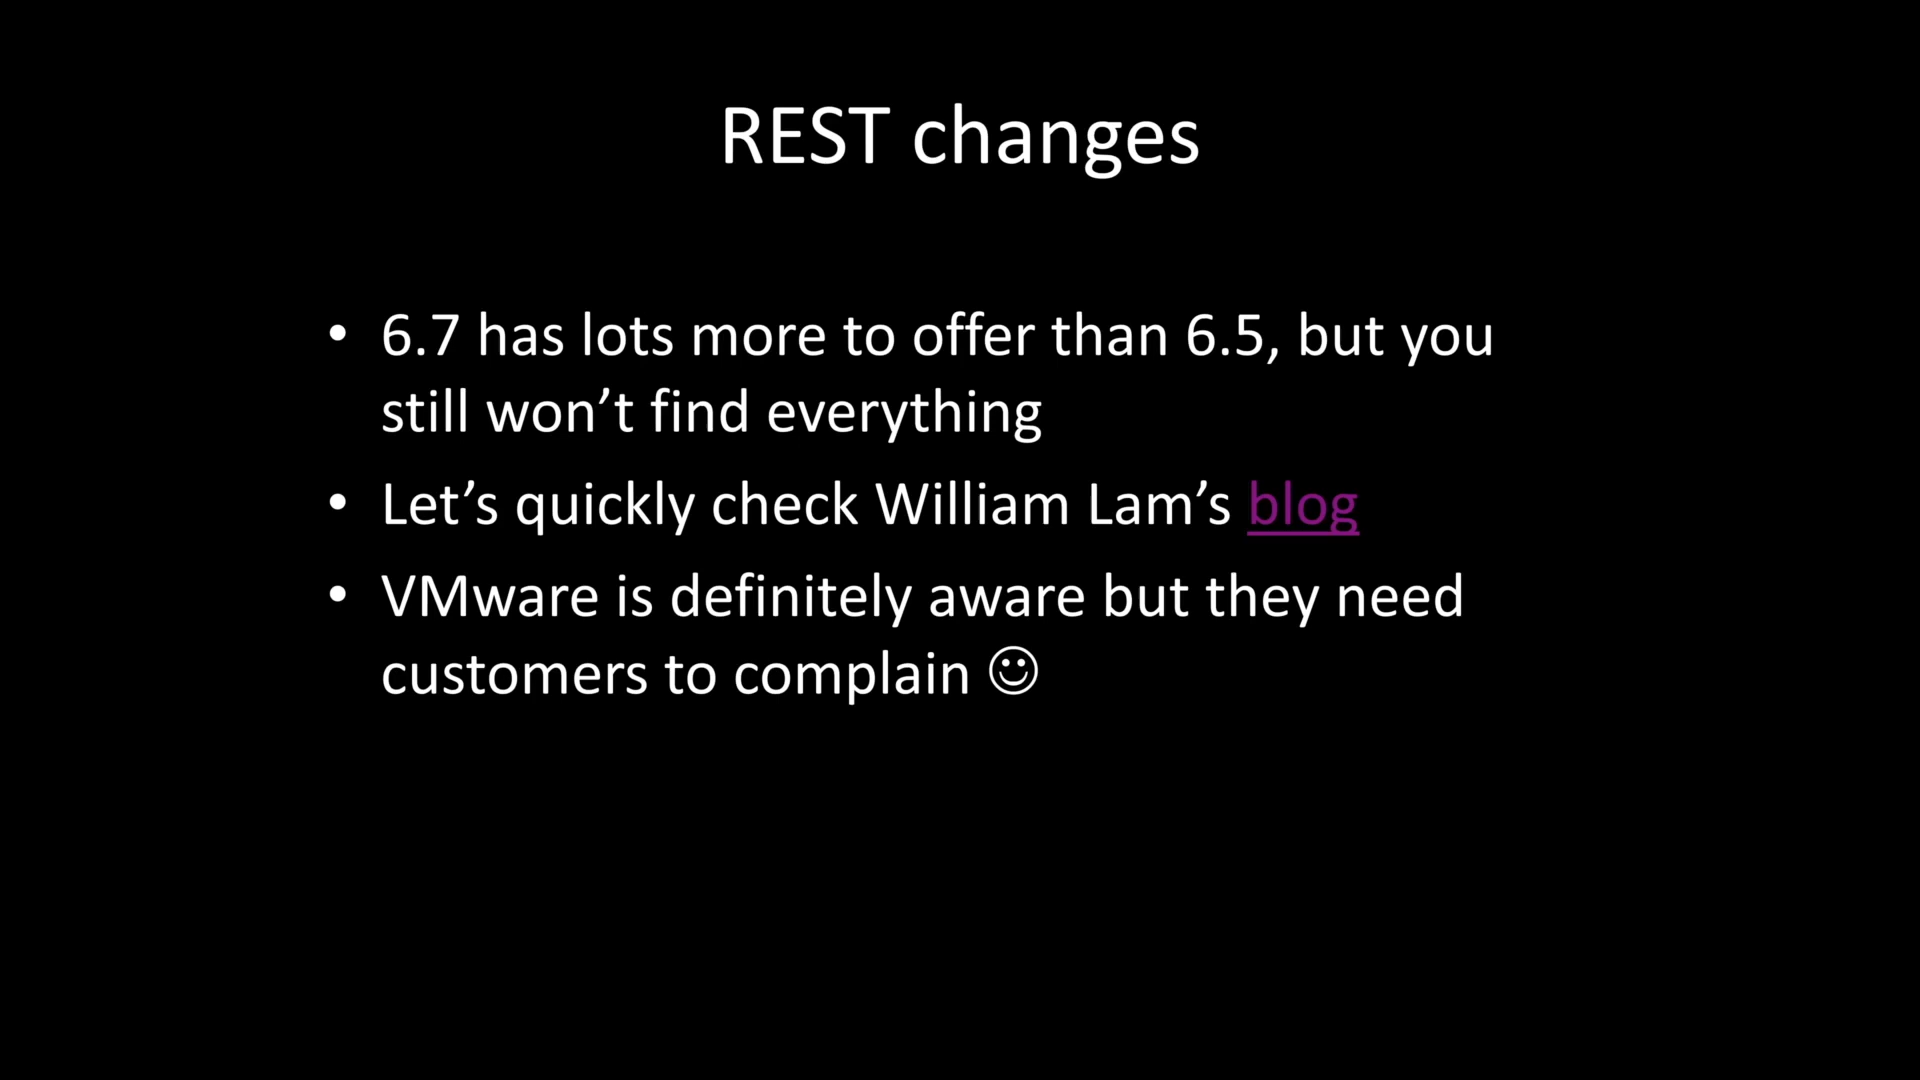 REST changes
• 6.7 has lots more to offer than 6.5, but you
still won’t find everything
• Let’s quickly check William Lam’s blog
• VMware is definitely aware but they need
customers to complain ☺